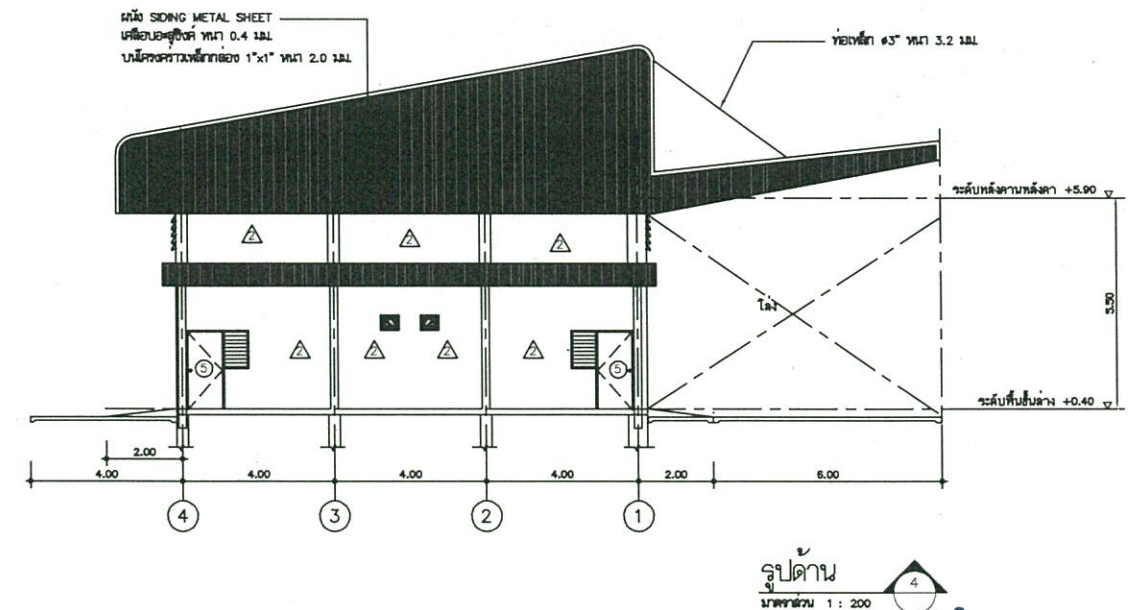 ผนัง SIDING METAL SHEET
เคลือบอะลูซิงค์ หนา 0.4 มม.
บนโครงคร่าวเหล็กกล่อง 1"x1" หนา 2.0 มม.
ท่อเหล็ก ø3" หนา 3.2 มม.
ระดับหลังคานหลังคา +5.90
2
2
2
5.50
โล่ง
2
2
2
2
5
5
ระดับพื้นชั้นล่าง +0.40
2.00
4.00
4.00
4.00
4.00
2.00
6.00
4
3
2
1
รูปด้าน
4
มาตราส่วน 1 : 200